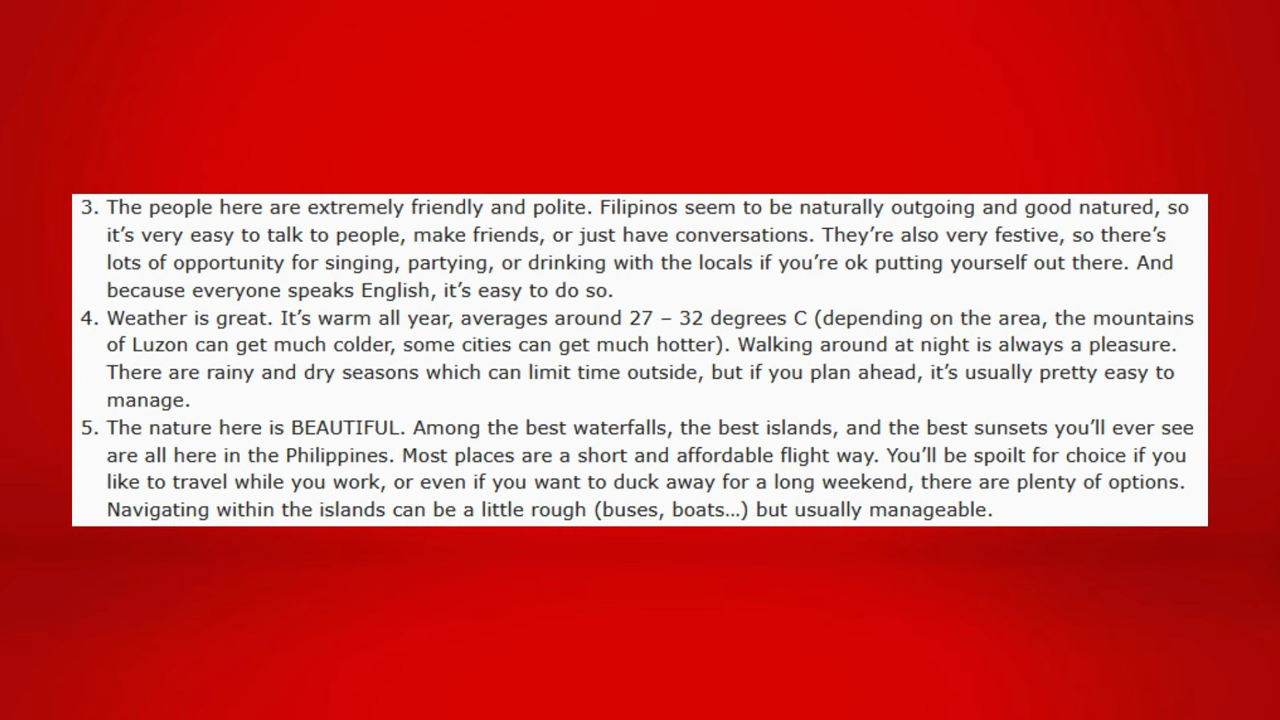 3. The people here are extremely friendly and polite. Filipinos seem to be naturally outgoing and good natured, so
it’s very easy to talk to people, make friends, or just have conversations. They’re also very festive, so there’s
lots of opportunity for singing, partying, or drinking with the locals if you’re ok putting yourself out there. And
because everyone speaks English, it’s easy to do so.
4. Weather is great. It’s warm all year, averages around 27 – 32 degrees C (depending on the area, the mountains
of Luzon can get much colder, some cities can get much hotter). Walking around at night is always a pleasure.
There are rainy and dry seasons which can limit time outside, but if you plan ahead, it’s usually pretty easy to
manage.
5. The nature here is BEAUTIFUL. Among the best waterfalls, the best islands, and the best sunsets you’ll ever see
are all here in the Philippines. Most places are a short and affordable flight way. You’ll be spoilt for choice if you
like to travel while you work, or even if you want to duck away for a long weekend, there are plenty of options.
Navigating within the islands can be a little rough (buses, boats…) but usually manageable.